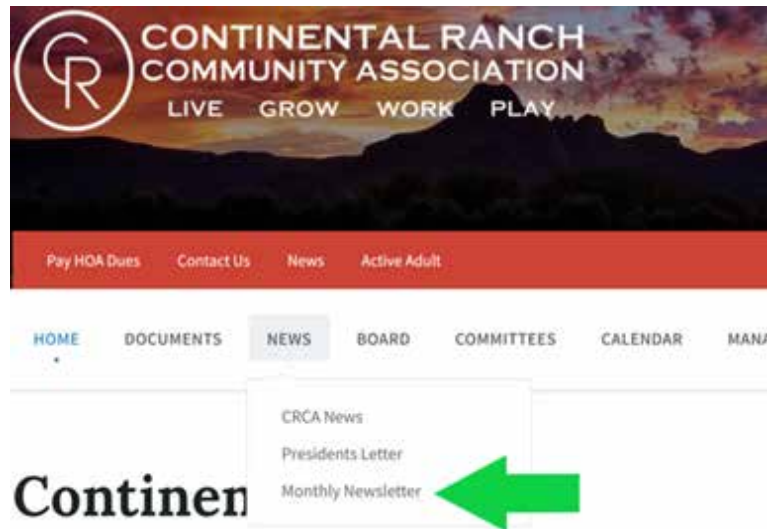 CR
CONTINENTAL RANCH
COMMUNITY ASSOCIATION
LIVE GROW WORK PLAY
Pay HOA Dues Contact Us News Active Adult
HOME DOCUMENTS NEWS BOARD COMMITTEES CALENDAR MANA
CRCA News
Presidents Letter
Continen
Monthly Newsletter